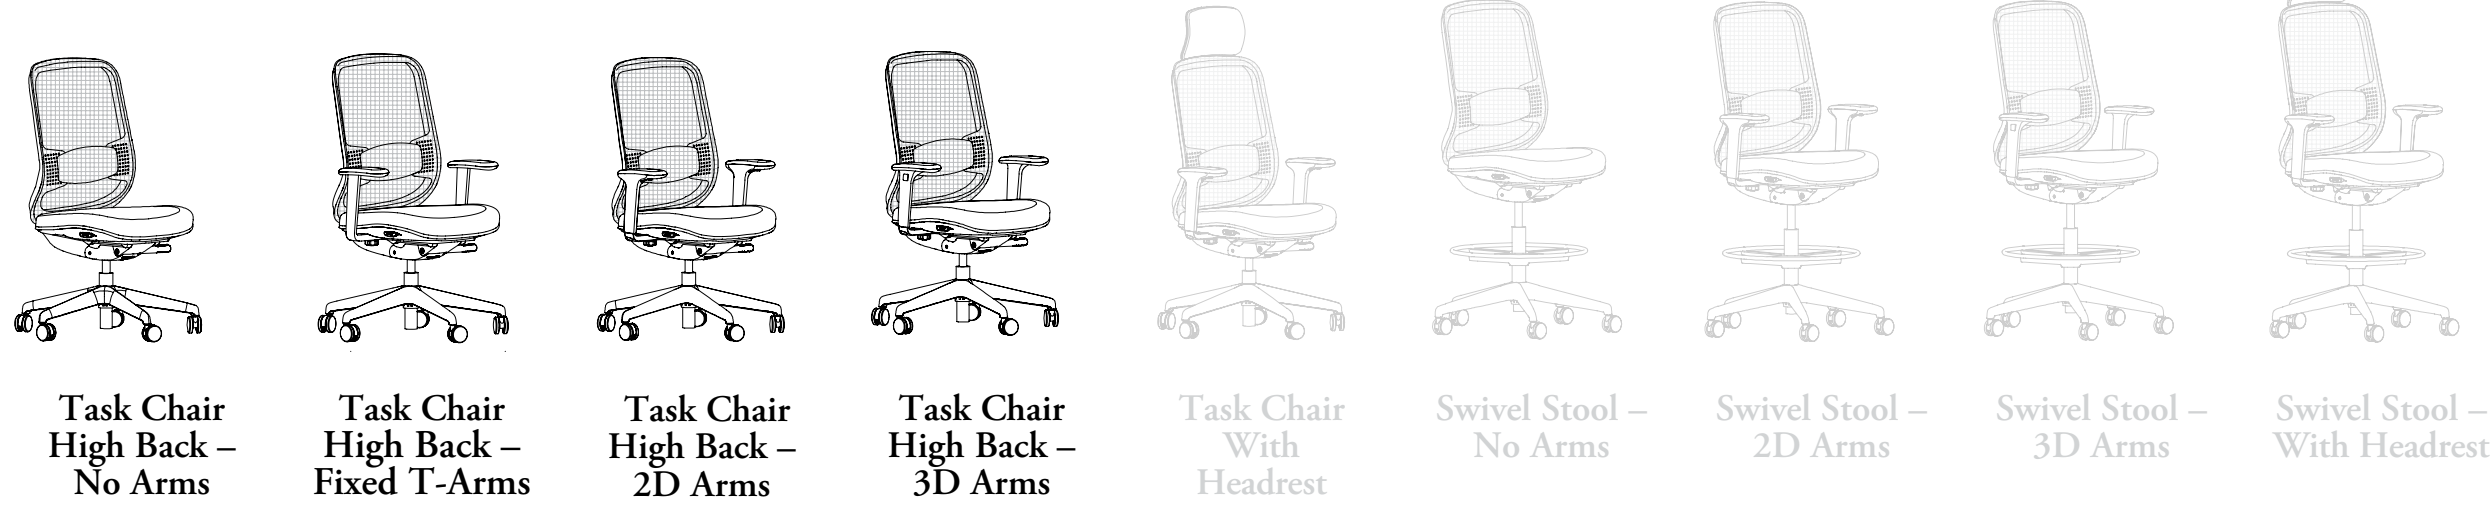 Task Chair
High Back –
No Arms
Task Chair
High Back –
Fixed T-Arms
Task Chair
High Back –
2D Arms
Task Chair
High Back –
3D Arms
Task Chair
With
Headrest
Swivel Stool –
No Arms
Swivel Stool –
2D Arms
Swivel Stool –
3D Arms
Swivel Stool –
With Headrest